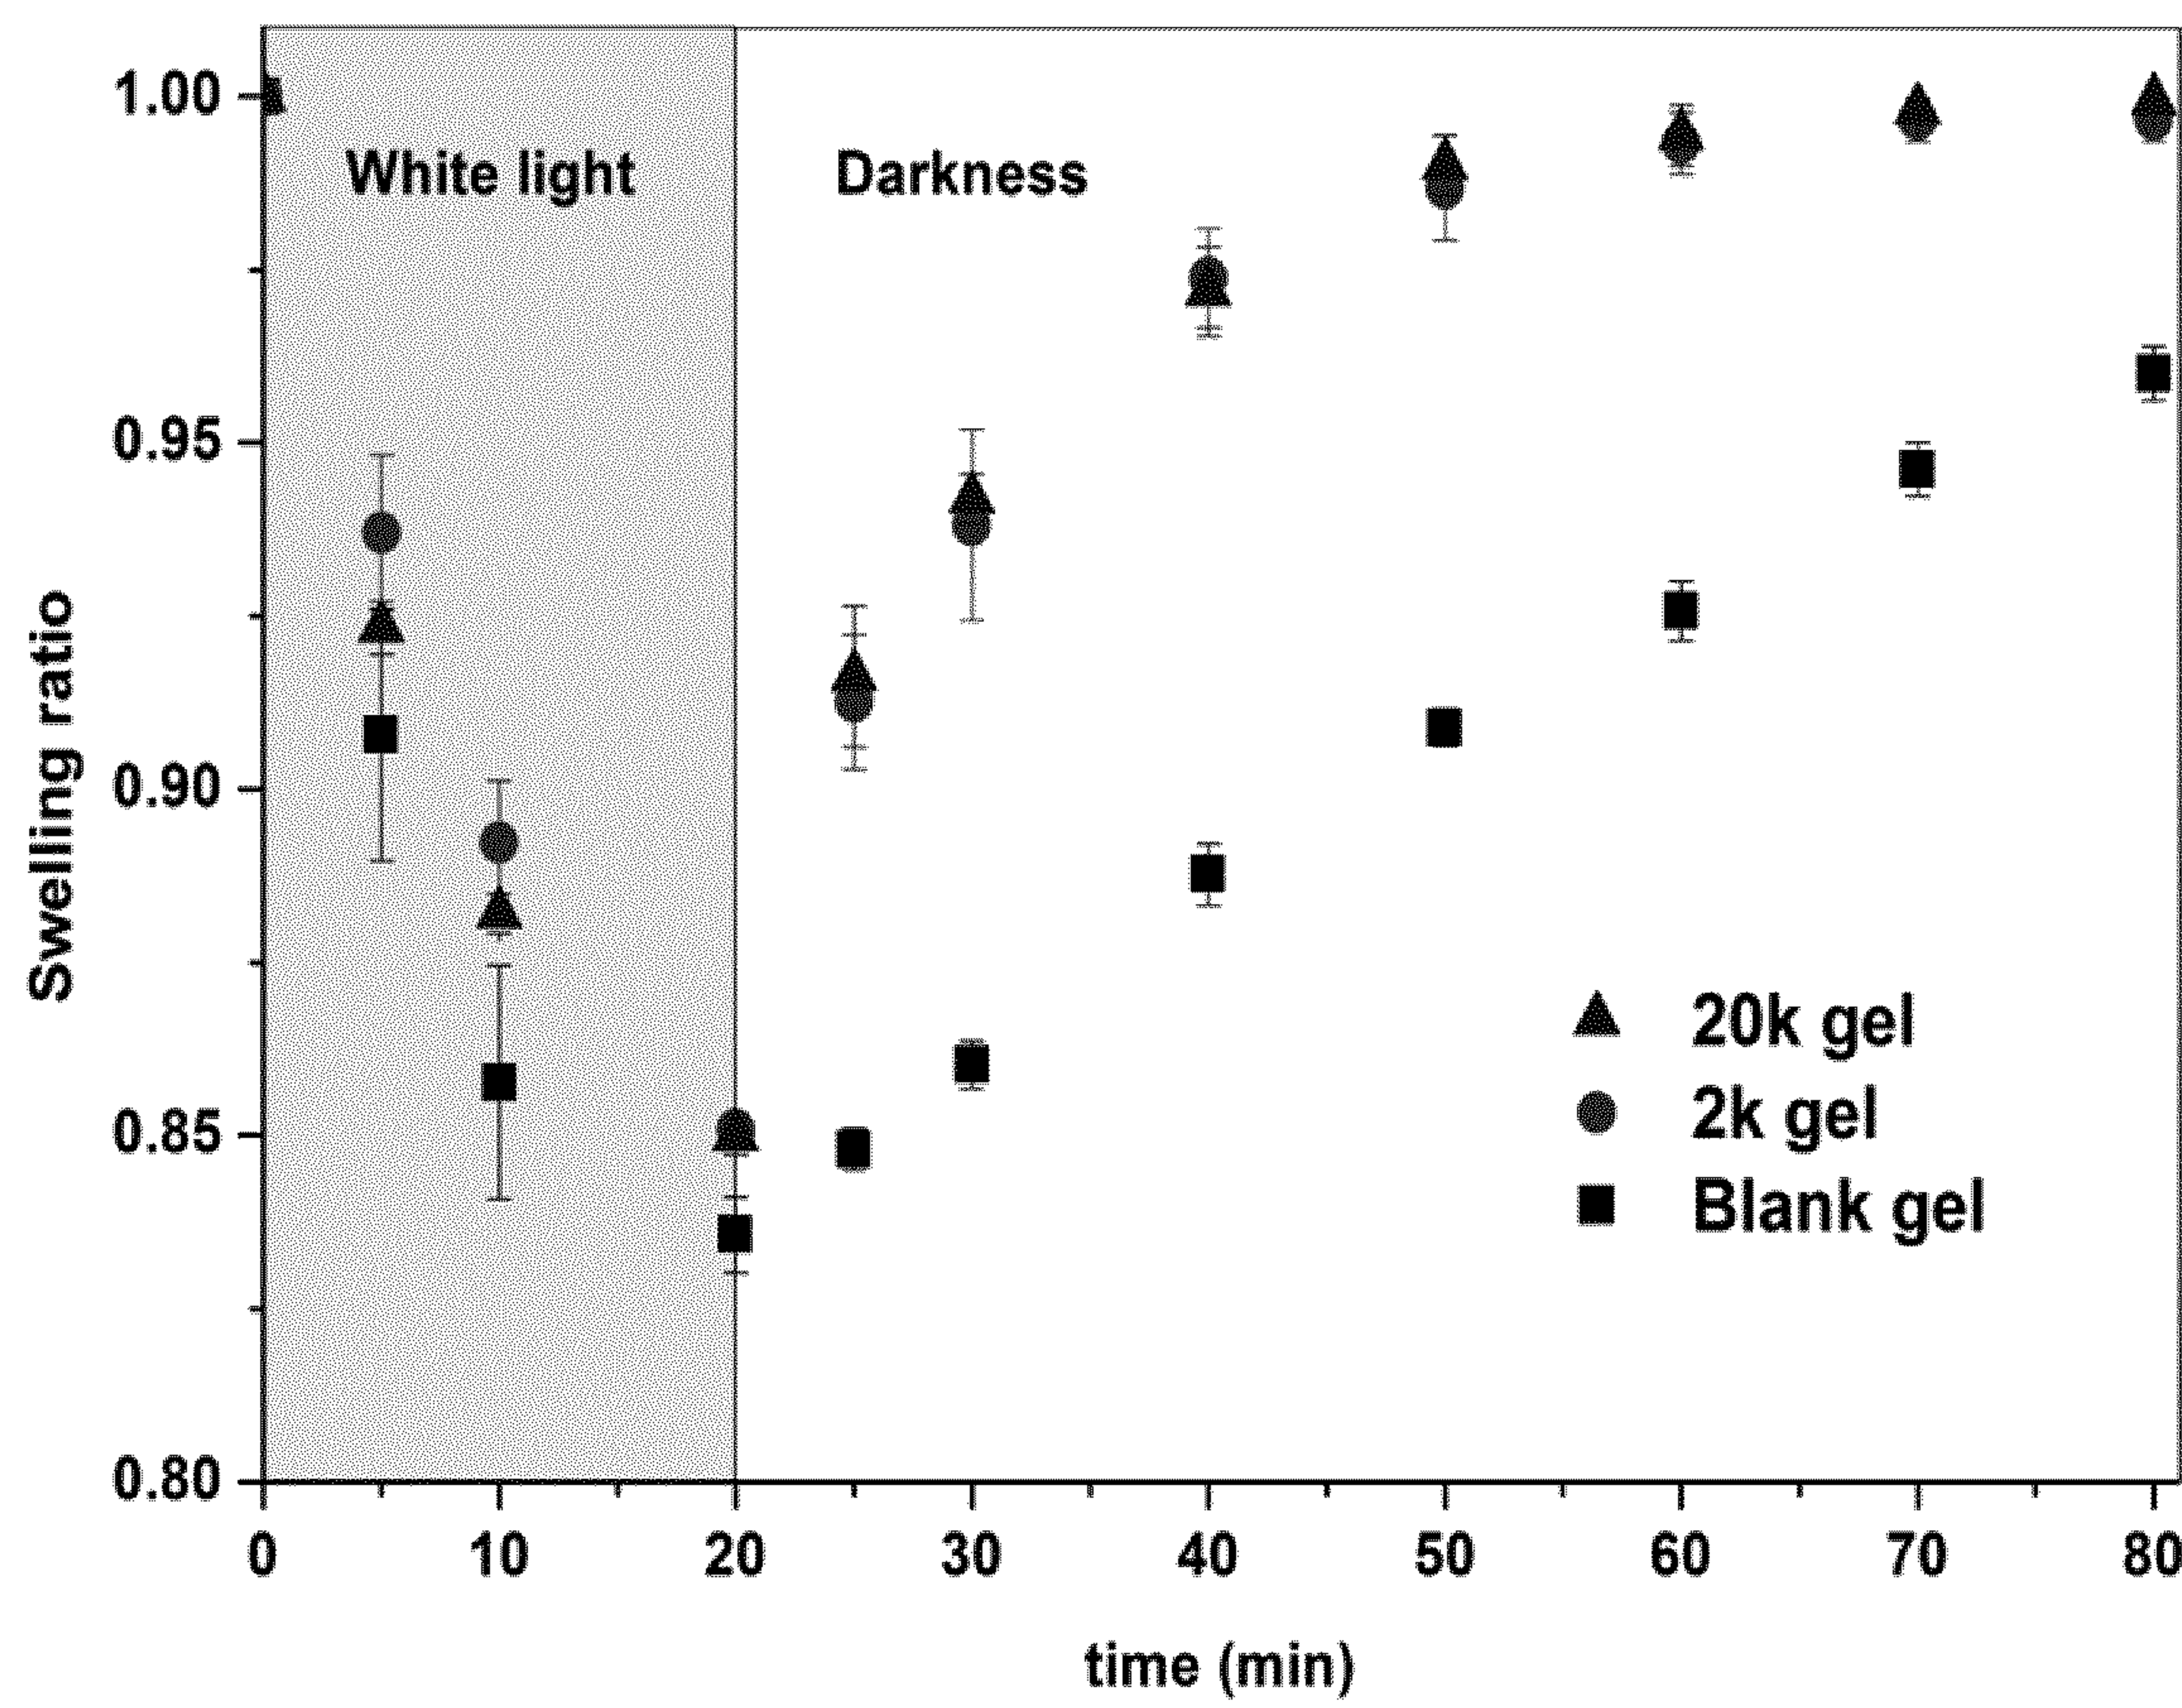 1.00
White light
Darkness
0.95
Swelling ratio
0.90
20k gel
2k gel
0.85
Blank gel
0.80
0 10 20 30 40 50 60 70 80
time (min)